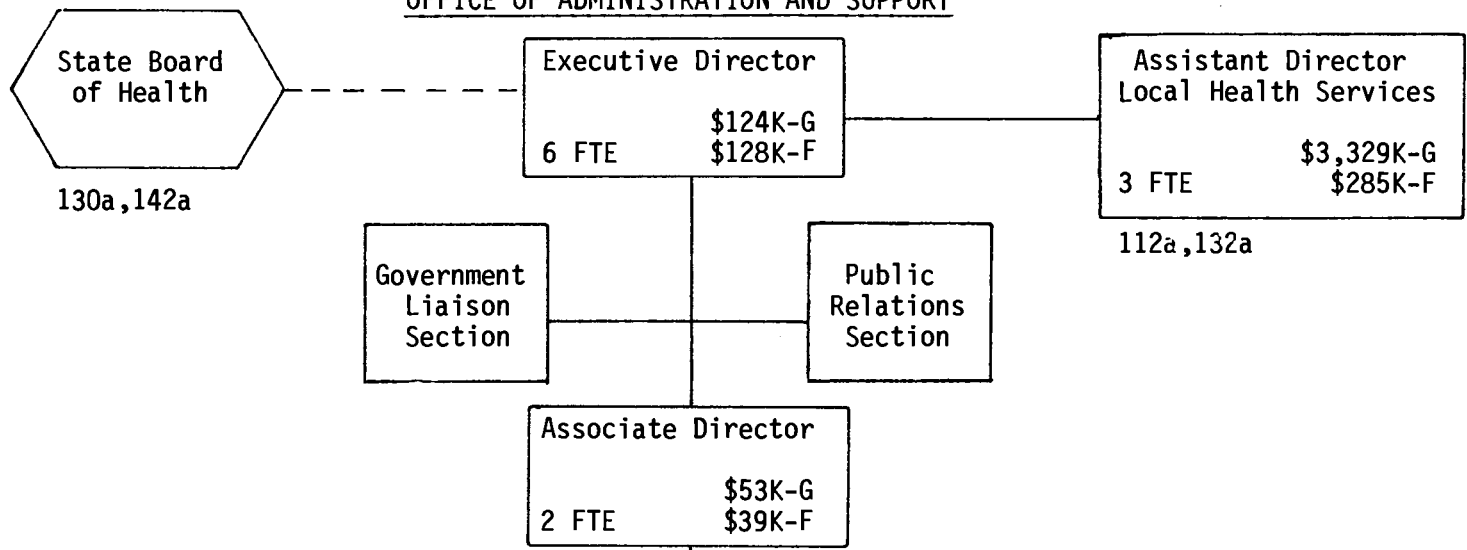 OFFICE OF ADMINISTRATION AND SUPPORT
State Board
of Health
130a,142a
Executive Director
$124K-G
6 FTE $128K-F
Assistant Director
Local Health Services
$3,329K-G
3 FTE $285K-F
112a,132a
Government
Liaison
Section
Public
Relations
Section
Associate Director
$53K-G
2 FTE $39K-F